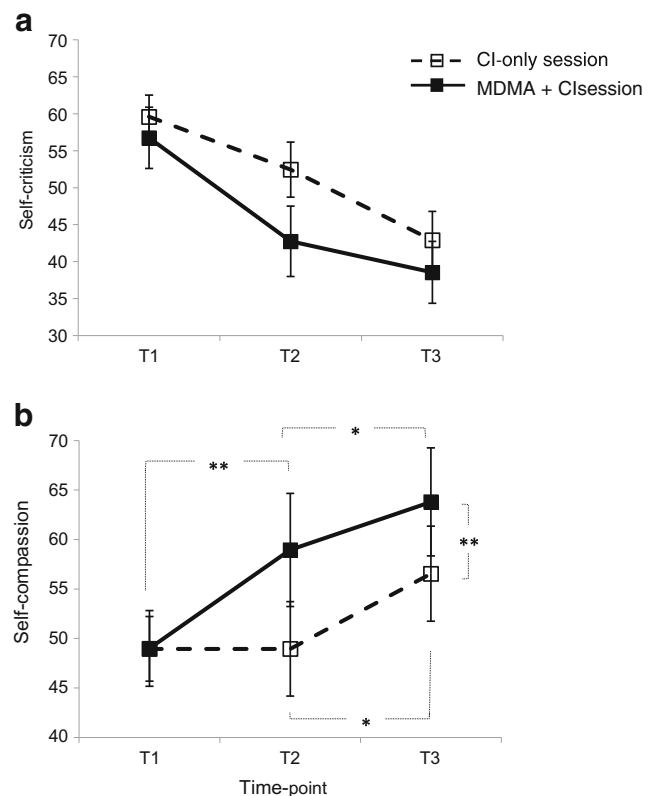 a
70
65
60
55
50
45
40
35
30
Self-criticism
CI-only session
MDMA + CIsession
T1 T2 T3
b
70
65
60
55
50
45
40
Self-compassion
**
*
**
*
T1 T2 T3
Time-point